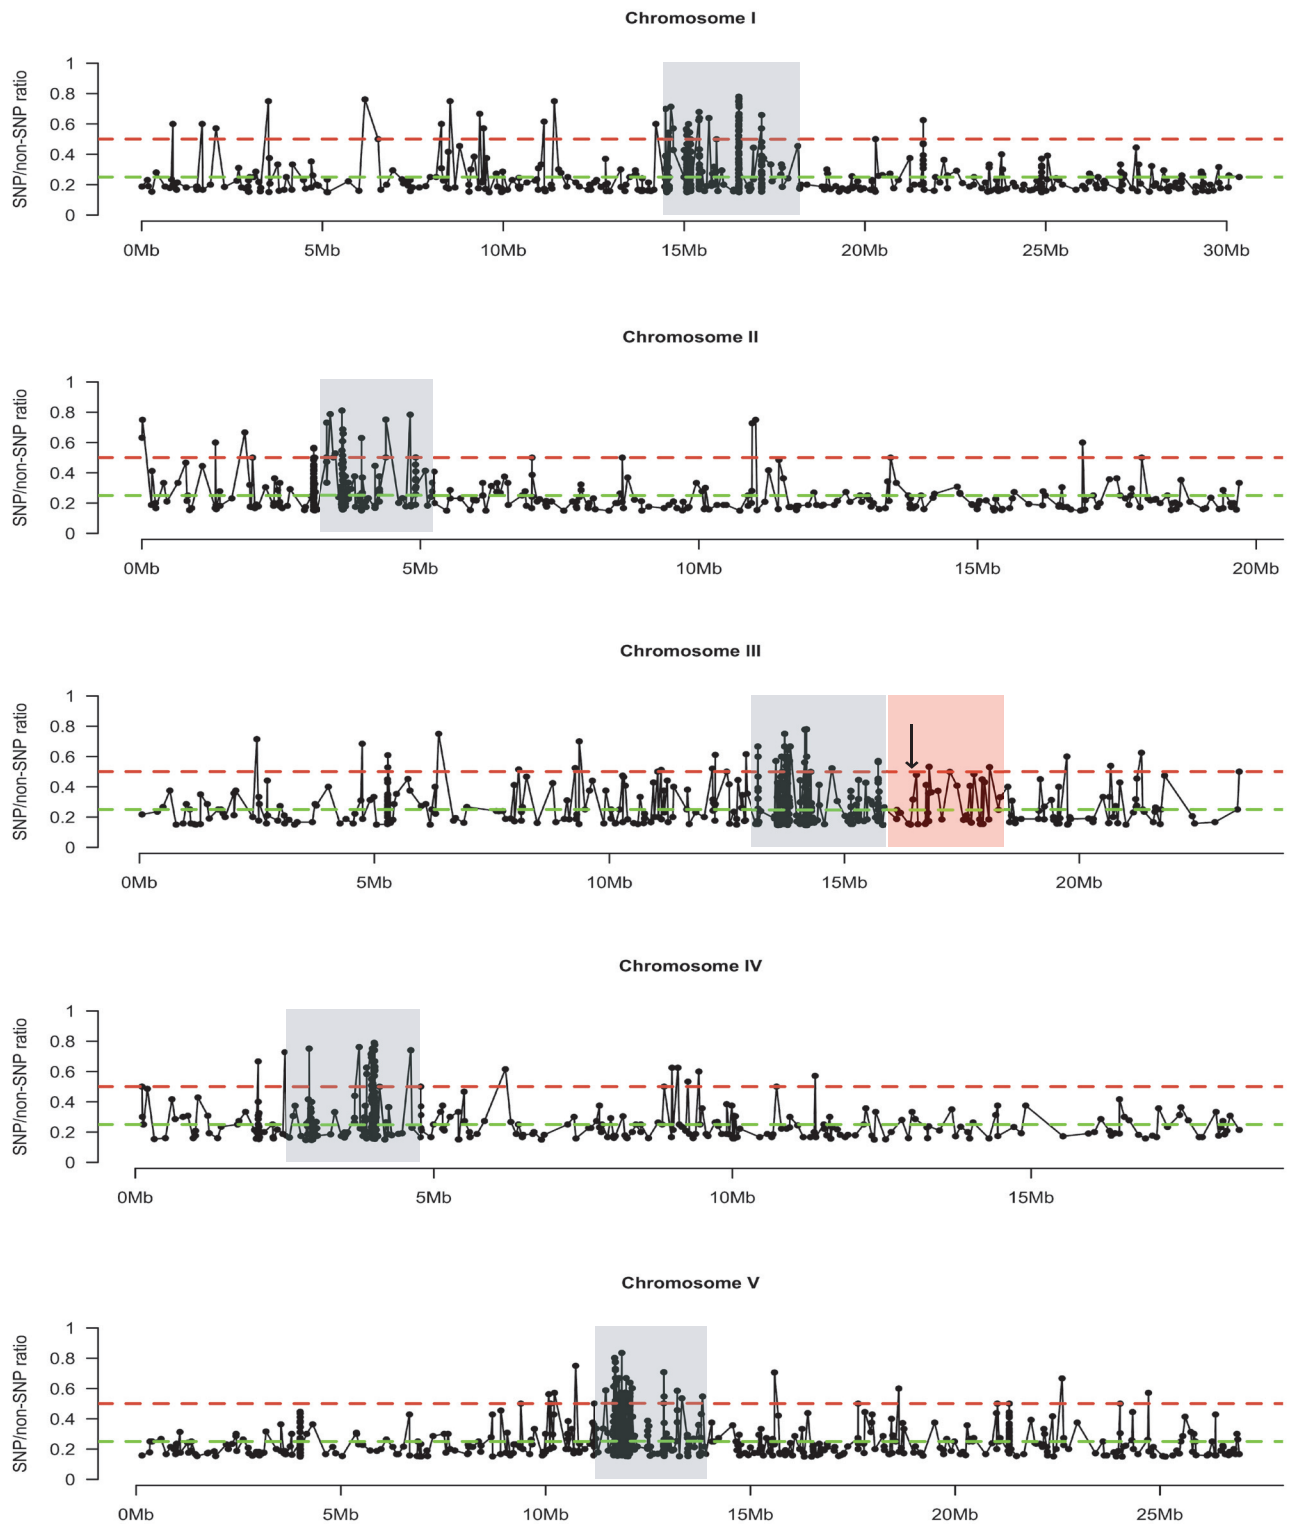 Chromosome I
SNP/non-SNP ratio
1
0.8
0.6
0.4
0.2
0
0Mb 5Mb 10Mb 15Mb 20Mb 25Mb 30Mb
Chromosome II
SNP/non-SNP ratio
1
0.8
0.6
0.4
0.2
0
0Mb 5Mb 10Mb 15Mb 20Mb
Chromosome III
SNP/non-SNP ratio
1
0.8
0.6
0.4
0.2
0
0Mb 5Mb 10Mb 15Mb 20Mb
Chromosome IV
SNP/non-SNP ratio
1
0.8
0.6
0.4
0.2
0
0Mb 5Mb 10Mb 15Mb
Chromosome V
SNP/non-SNP ratio
1
0.8
0.6
0.4
0.2
0
0Mb 5Mb 10Mb 15Mb 20Mb 25Mb